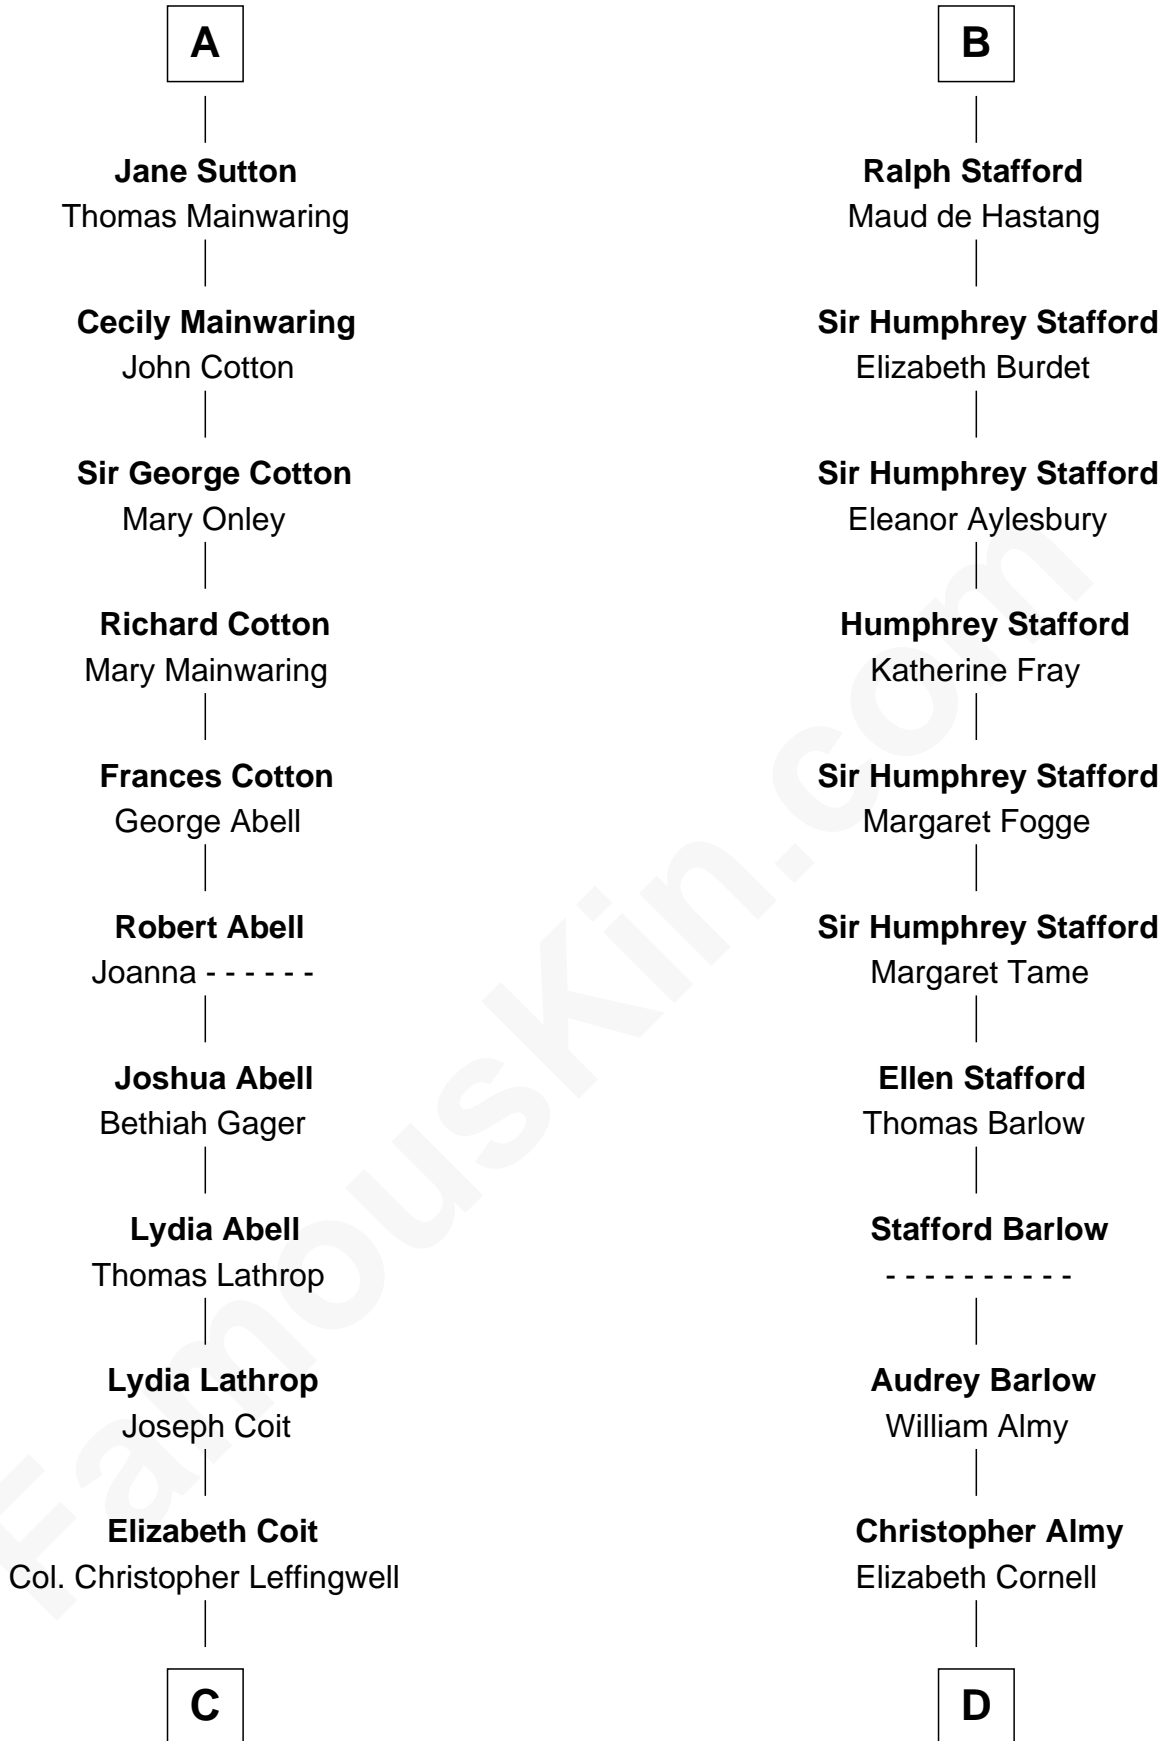 A
Jane Sutton
Thomas Mainwaring
Cecily Mainwaring
John Cotton
Sir George Cotton
Mary Onley
Richard Cotton
Mary Mainwaring
Frances Cotton
George Abell
Robert Abell
Joanna - - - - - -
Joshua Abell
Bethiah Gager
Lydia Abell
Thomas Lathrop
Lydia Lathrop
Joseph Coit
Elizabeth Coit
Col. Christopher Leffingwell
C
B
Ralph Stafford
Maud de Hastang
Sir Humphrey Stafford
Elizabeth Burdet
Sir Humphrey Stafford
Eleanor Aylesbury
Humphrey Stafford
Katherine Fray
Sir Humphrey Stafford
Margaret Fogge
Sir Humphrey Stafford
Margaret Tame
Ellen Stafford
Thomas Barlow
Stafford Barlow
- - - - - - - - - -
Audrey Barlow
William Almy
Christopher Almy
Elizabeth Cornell
D
FamousKin.com